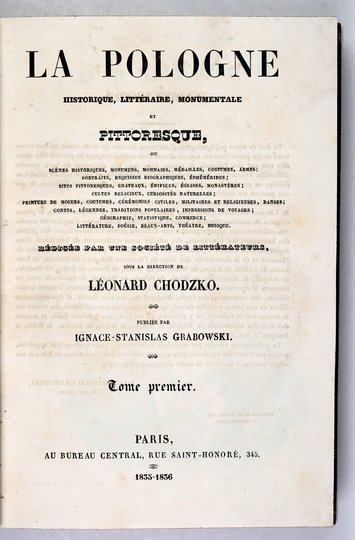 LA POLOGNE
HISTORIQUE, LITTÉRAIRE, MONUMENTALE
ET
PITTORESQUE,
OU
SCÈNES HISTORIQUES, MONUMENS, MONNAIES, MÉDAILLES, COSTUMES, ARMES;
PORTRAITS, ESQUISSES BIOGRAPHIQUES, ÉPHÉMÉRIDES;
SITES PITTORESQUES, CHATEAUX, ÉDIFICES, ÉGLISES, MONASTÈRES;
CULTES RELIGIEUX, CURIOSITÉS NATURELLES;
PEINTURE DE MOEURS, COUTUMES, CÉRÉMONIES CIVILES, MILITAIRES ET RELIGIEUSES, DANSES;
CONTES, LÉGENDES, TRADITIONS POPULAIRES, IMPRESSIONS DE VOYAGES;
GÉOGRAPHIE, STATISTIQUE, COMMERCE;
LITTÉRATURE, POÉSIE, BEAUX-ARTS, THÉATRE, MUSIQUE.
RÉDIGÉE PAR UNE SOCIÉTÉ DE LITTÉRATEURS,
SOUS LA DIRECTION DE
LÉONARD CHODZKO.
PUBLIÉE PAR
IGNACE-STANISLAS GRABOWSKI.
Tome premier.
PARIS,
AU BUREAU CENTRAL, RUE SAINT-HONORÉ, 345.
1835-1836